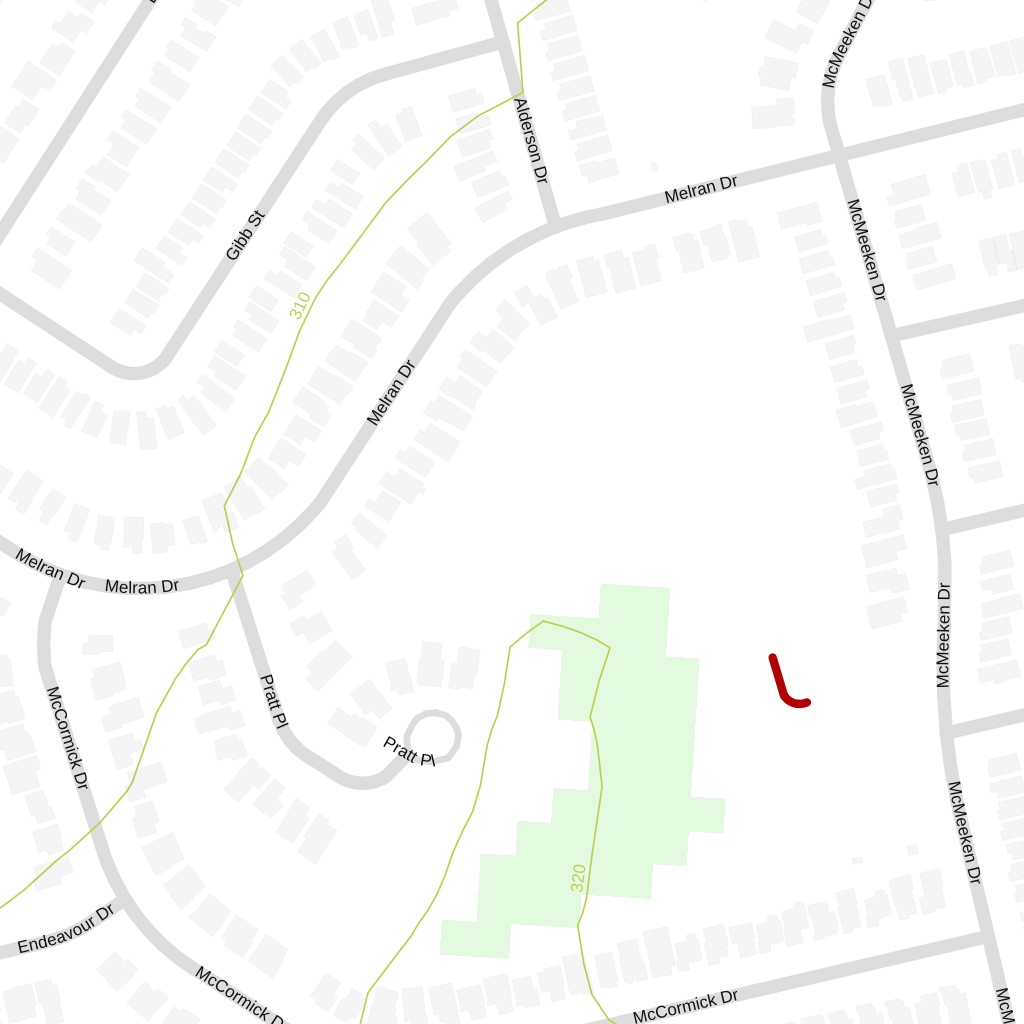 McMeeken Dr
Alderson Dr
Melran Dr
McMeeken Dr
Gibb St
310
Melran Dr
McMeeken Dr
Melran Dr
Melran Dr
McMeeken Dr
Pratt Pl
McCormick Dr
Pratt Pl
McMeeken Dr
320
Endeavour Dr
McCormick D
McCormick Dr
McM